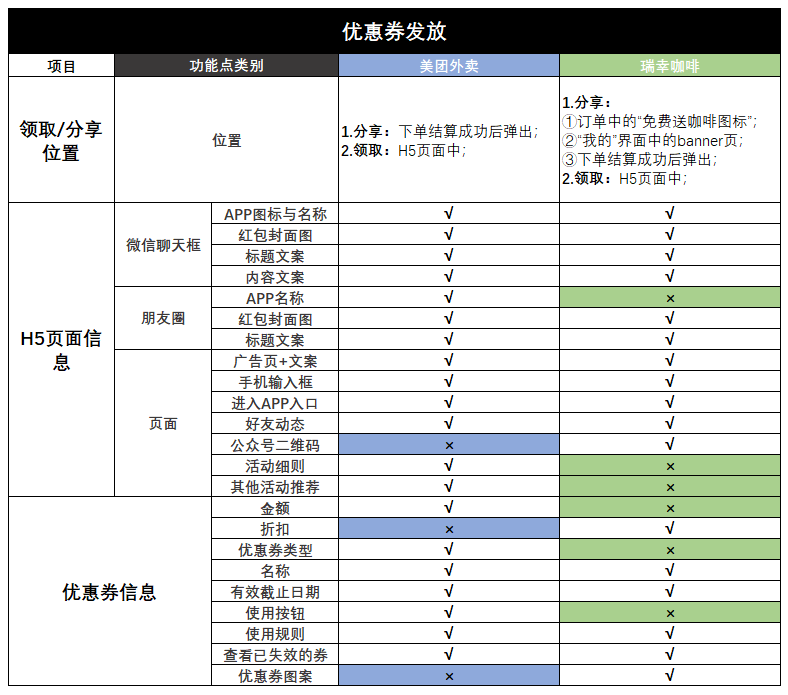 优惠券发放
项目 功能点类别 美团外卖 瑞幸咖啡
领取/分享
位置
位置
1.分享：下单结算成功后弹出；
2.领取：H5页面中；
1.分享：
①订单中的“免费送咖啡图标”；
②“我的”界面中的banner页；
③下单结算成功后弹出；
2.领取：H5页面中；
H5页面信
息
微信聊天框
APP图标与名称 √ √
红包封面图 √ √
标题文案 √ √
内容文案 √ √
朋友圈
APP名称 √ ×
红包封面图 √ √
标题文案 √ √
页面
广告页+文案 √ √
手机输入框 √ √
进入APP入口 √ √
好友动态 √ √
公众号二维码 × √
活动细则 √ ×
其他活动推荐 √ ×
优惠券信息
金额 √ ×
折扣 × √
优惠券类型 √ ×
名称 √ √
有效截止日期 √ √
使用按钮 √ ×
使用规则 √ √
查看已失效的券 √ √
优惠券图案 × √